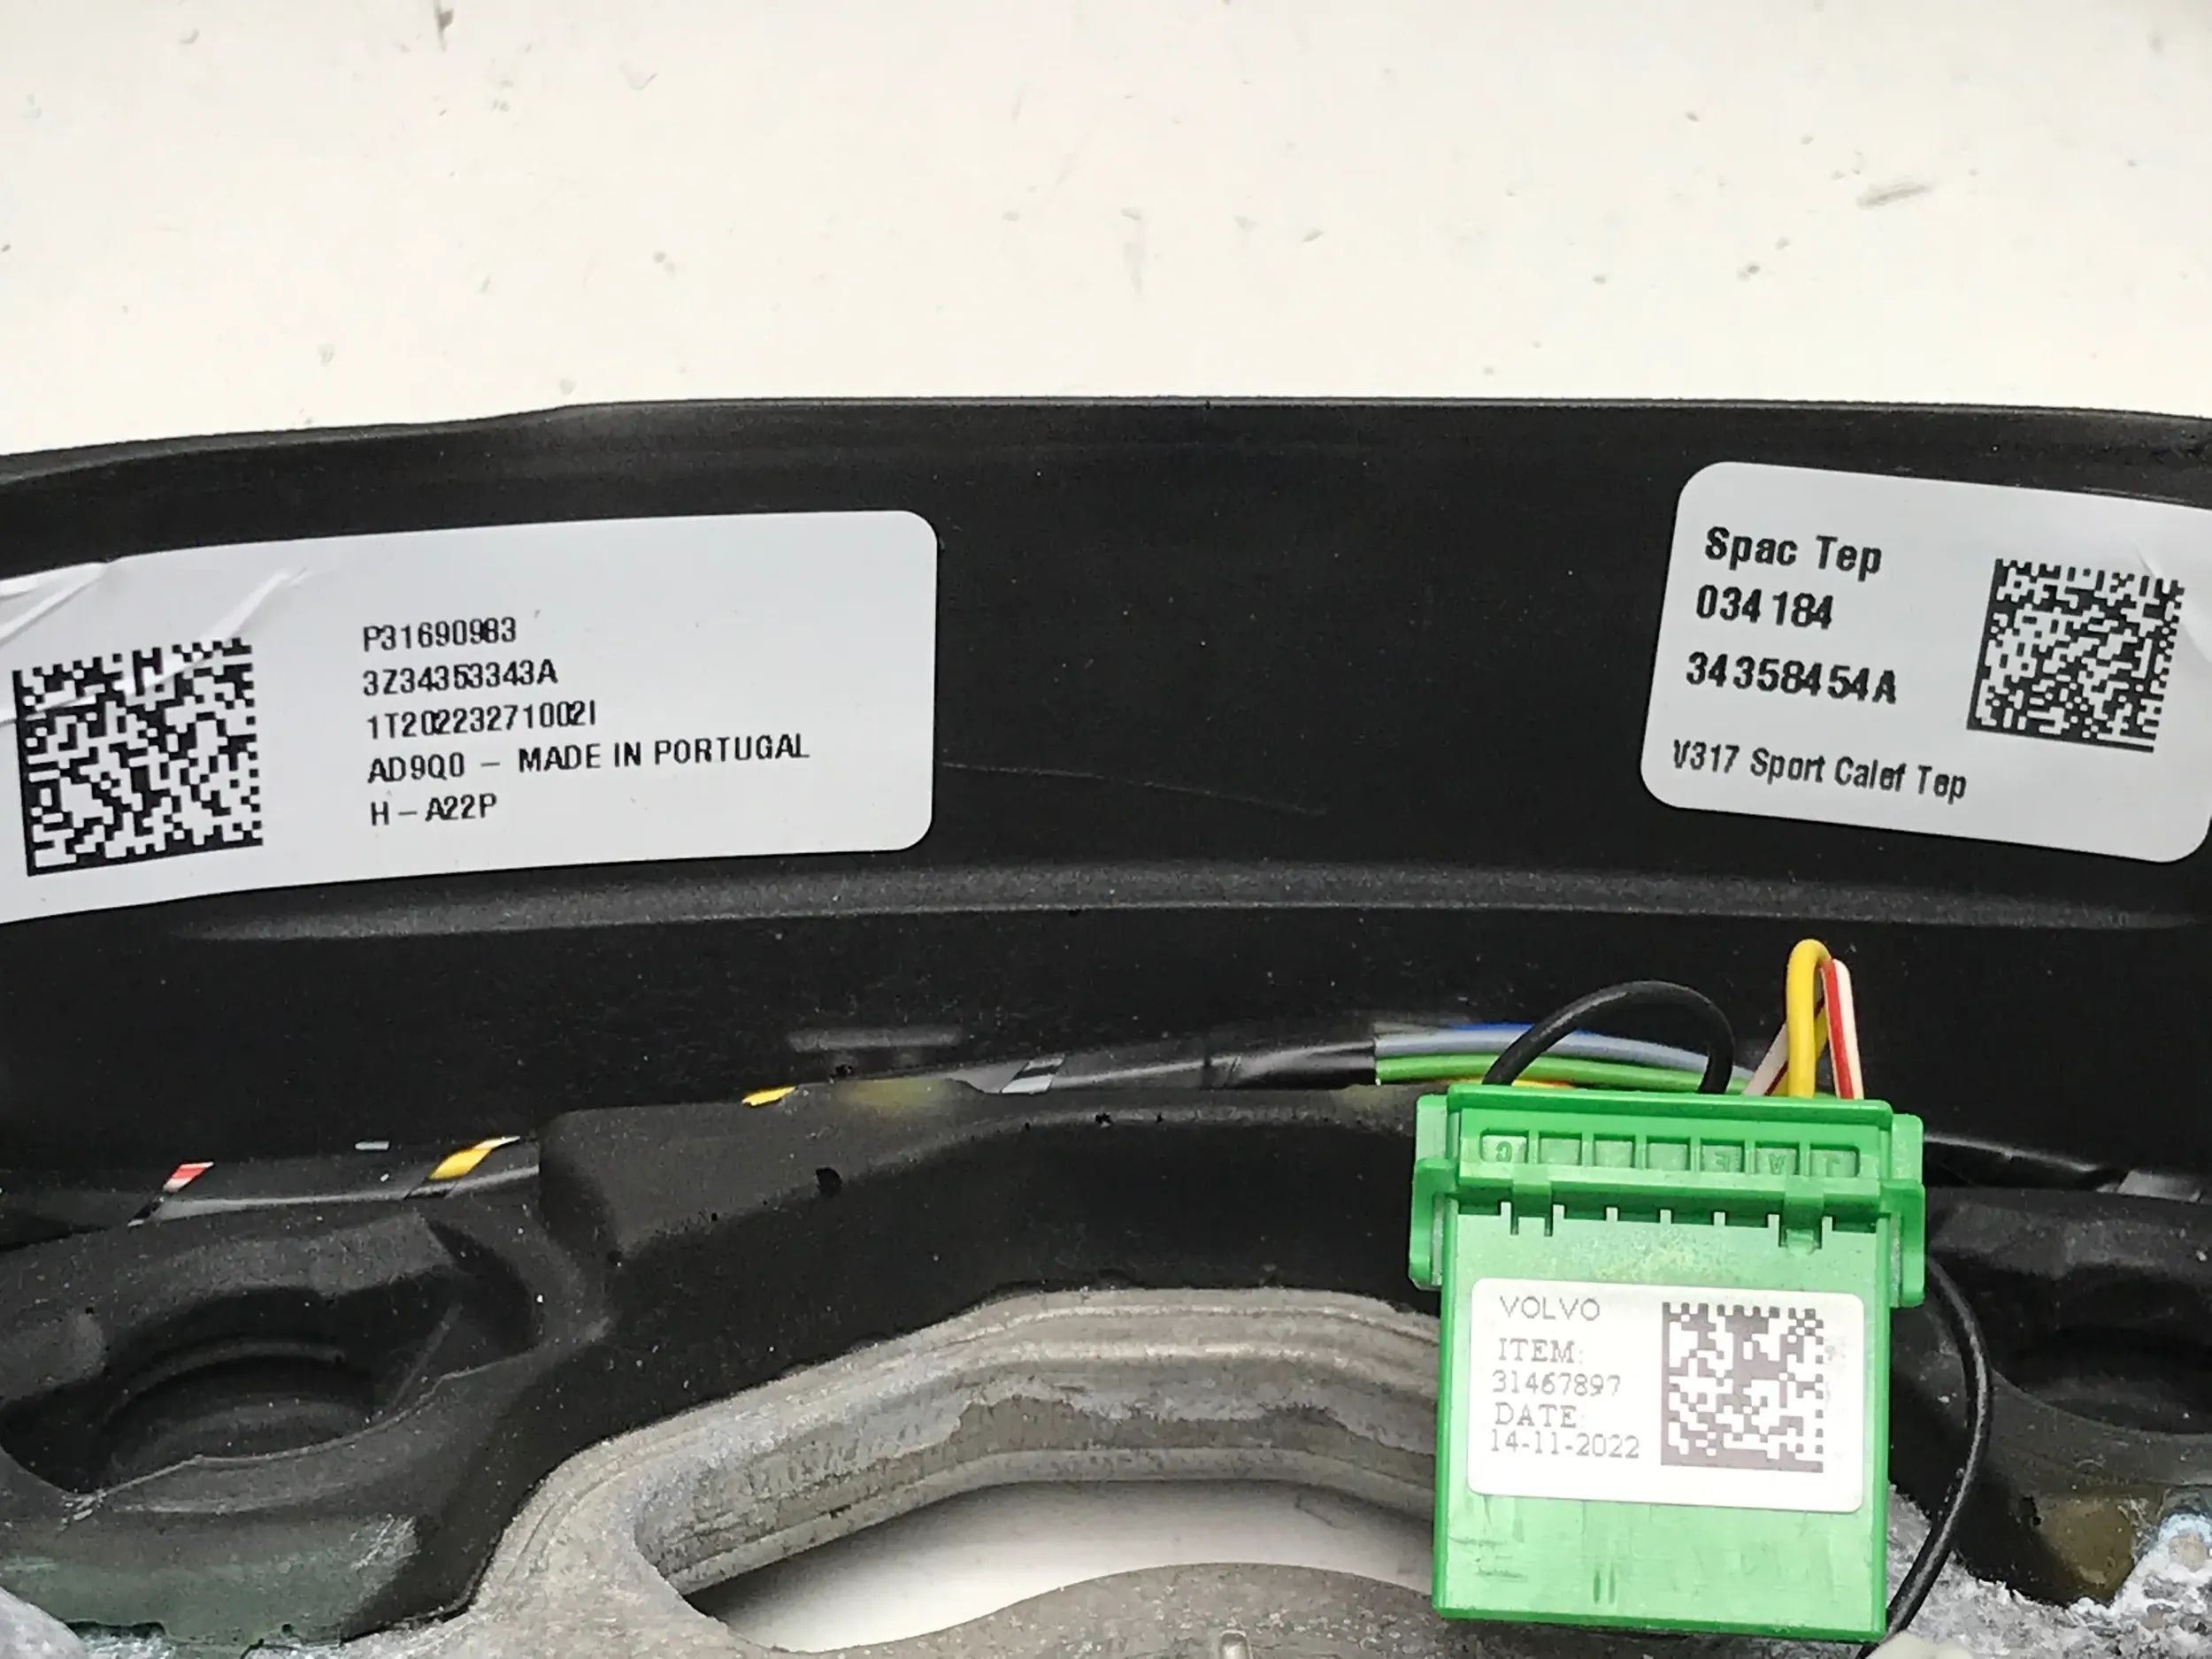 P31690983
3Z34353343A
1T20223271002I
AD9Q0 - MADE IN PORTUGAL
H-A22P
Spac Tep
034184
34358454A
V317 Sport Calef Tep
VOLVO
ITEM:
31467897
DATE:
14-11-2022